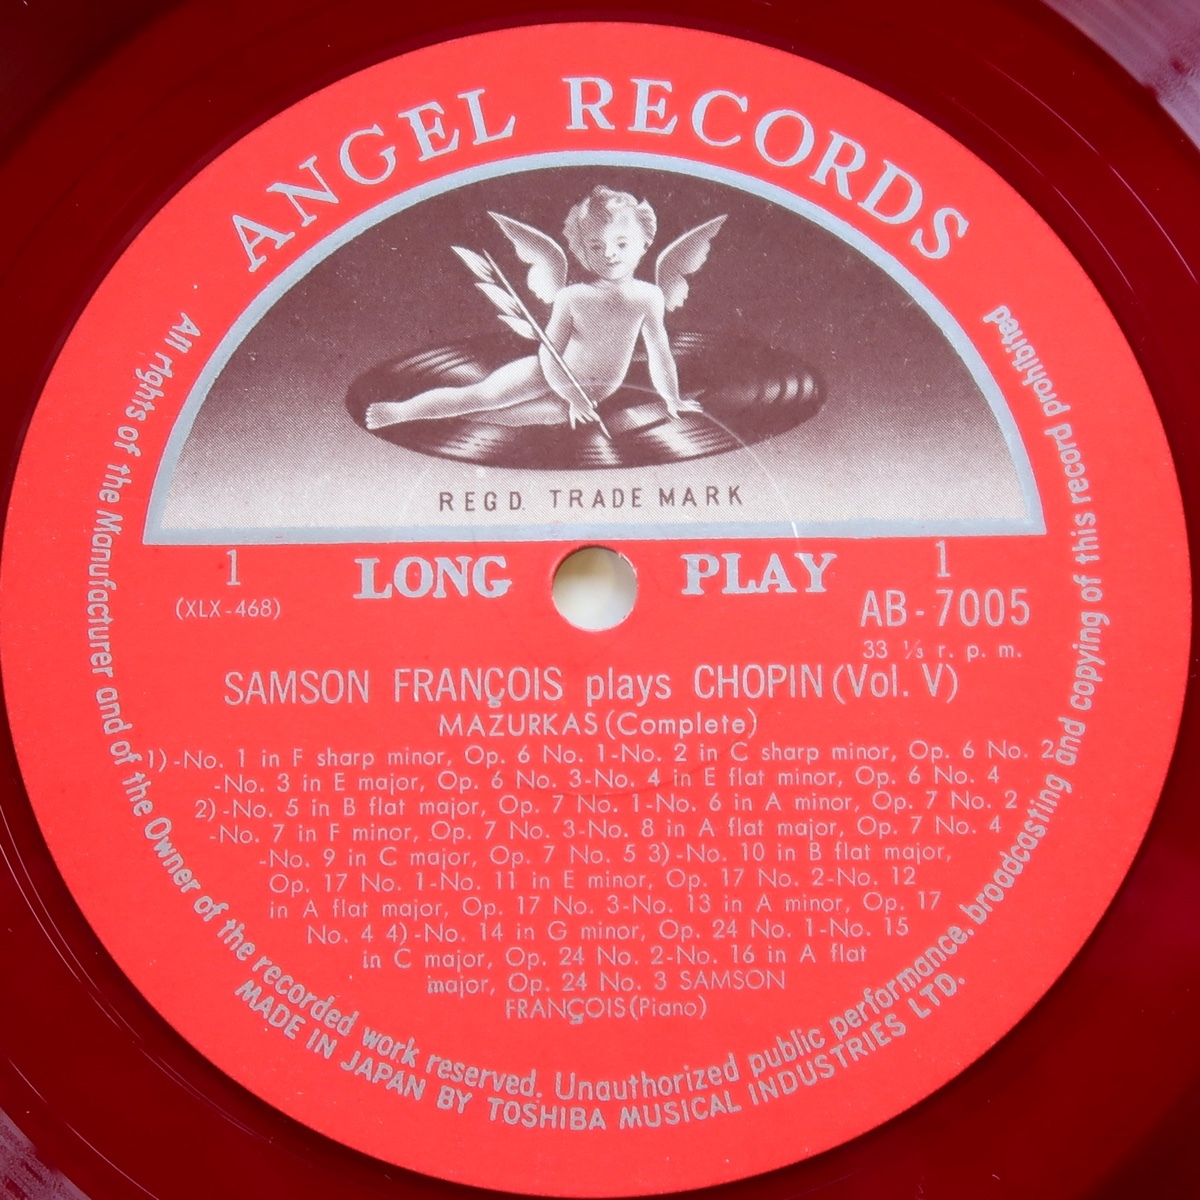 ANGEL RECORDS
REGD. TRADE MARK
1 LONG PLAY 1
(XLX-468) AB-7005
33 ⅓ r. p. m.
SAMSON FRANÇOIS plays CHOPIN (Vol. V)
MAZURKAS (Complete)
1)-No. 1 in F sharp minor, Op. 6 No. 1-No. 2 in C sharp minor, Op. 6 No. 2
-No. 3 in E major, Op. 6 No. 3-No. 4 in E flat minor, Op. 6 No. 4
2)-No. 5 in B flat major, Op. 7 No. 1-No. 6 in A minor, Op. 7 No. 2
-No. 7 in F minor, Op. 7 No. 3-No. 8 in A flat major, Op. 7 No. 4
-No. 9 in C major, Op. 7 No. 5 3)-No. 10 in B flat major,
Op. 17 No. 1-No. 11 in E minor, Op. 17 No. 2-No. 12
in A flat major, Op. 17 No. 3-No. 13 in A minor, Op. 17
No. 4 4)-No. 14 in G minor, Op. 24 No. 1-No. 15
in C major, Op. 24 No. 2-No. 16 in A flat
major, Op. 24 No. 3 SAMSON
FRANÇOIS (Piano)
All rights of the Manufacturer and of the Owner of the recorded work reserved. Unauthorized public performance, broadcasting and copying of this record prohibited
MADE IN JAPAN BY TOSHIBA MUSICAL INDUSTRIES LTD.